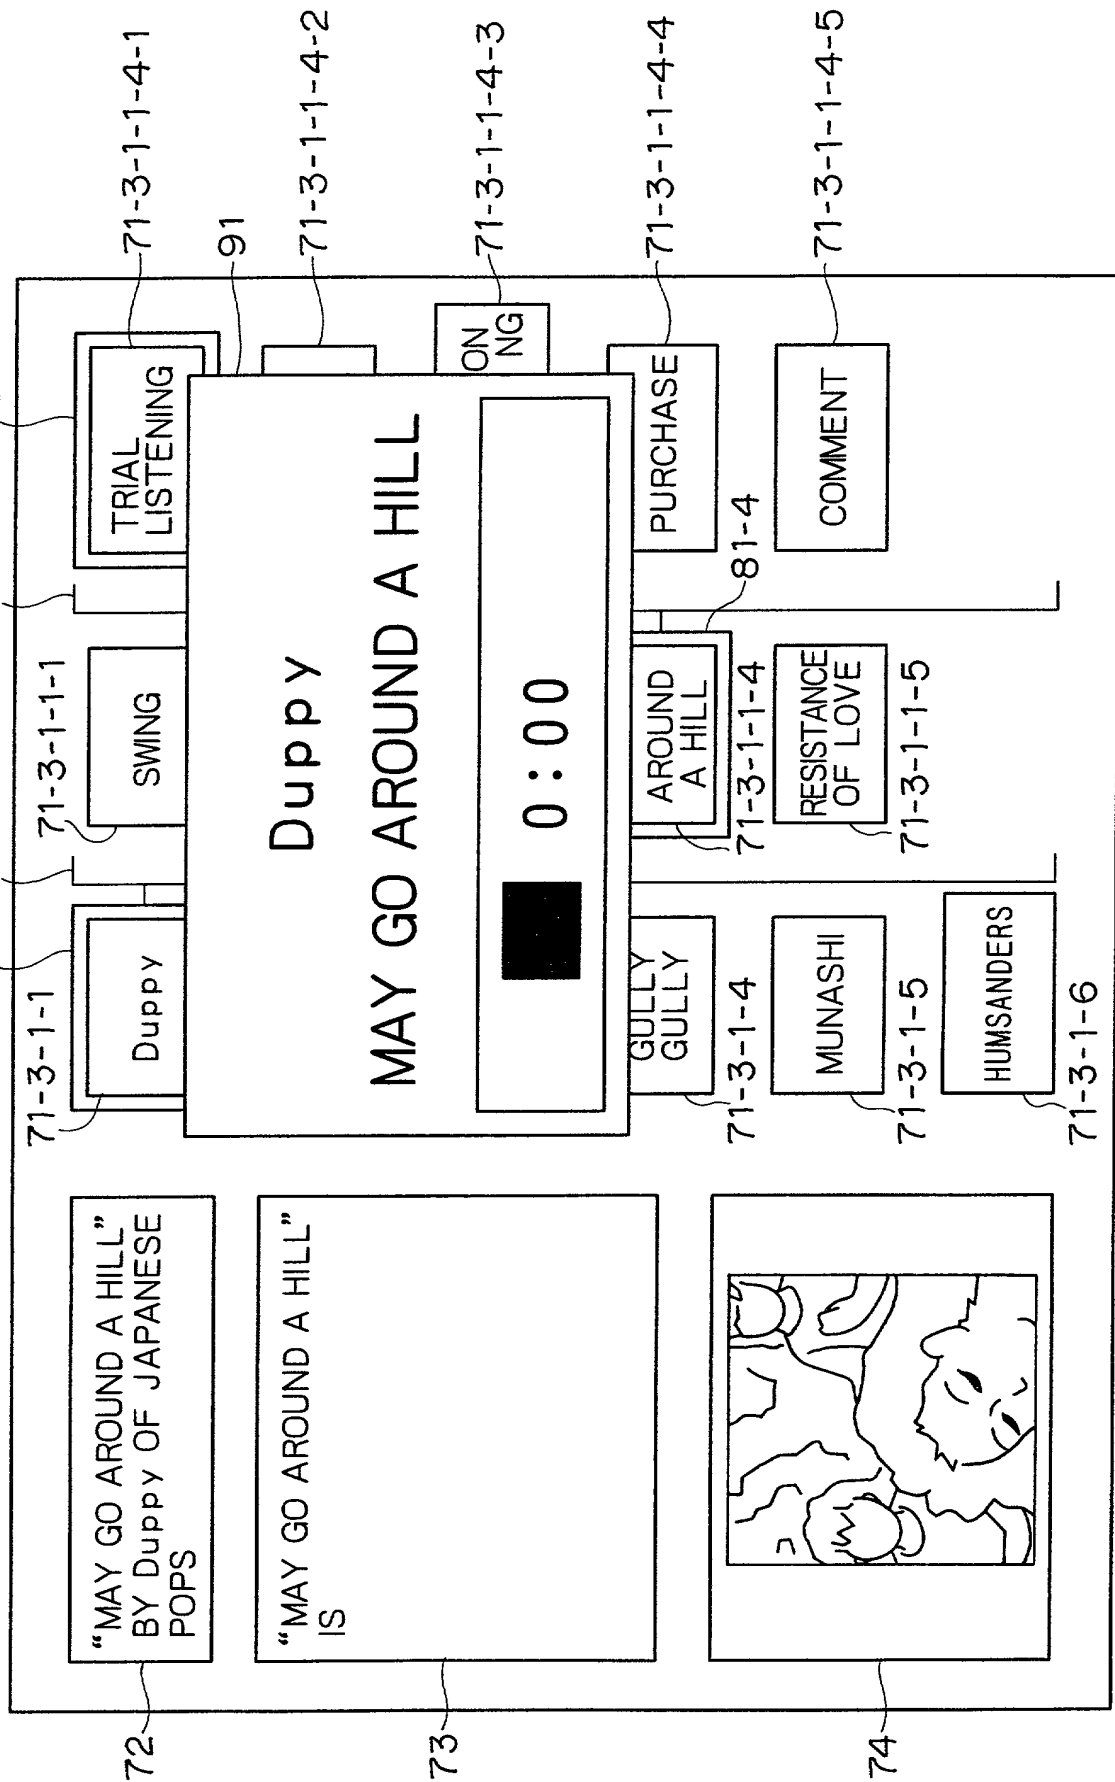 72
"MAY GO AROUND A HILL"
BY Duppy OF JAPANESE
POPS
73
"MAY GO AROUND A HILL"
IS
74
71-3-1-1
Duppy
GULLY
GULLY
71-3-1-4
MUNASHI
71-3-1-5
HUMSANDERS
71-3-1-6
71-3-1-1-1
SWING
AROUND
A HILL
81-4
71-3-1-1-4
RESISTANCE
OF LOVE
71-3-1-1-5
Duppy
MAY GO AROUND A HILL
0:00
91
TRIAL
LISTENING
71-3-1-1-4-1
71-3-1-1-4-2
ON
NG
71-3-1-1-4-3
PURCHASE
71-3-1-1-4-4
COMMENT
71-3-1-1-4-5